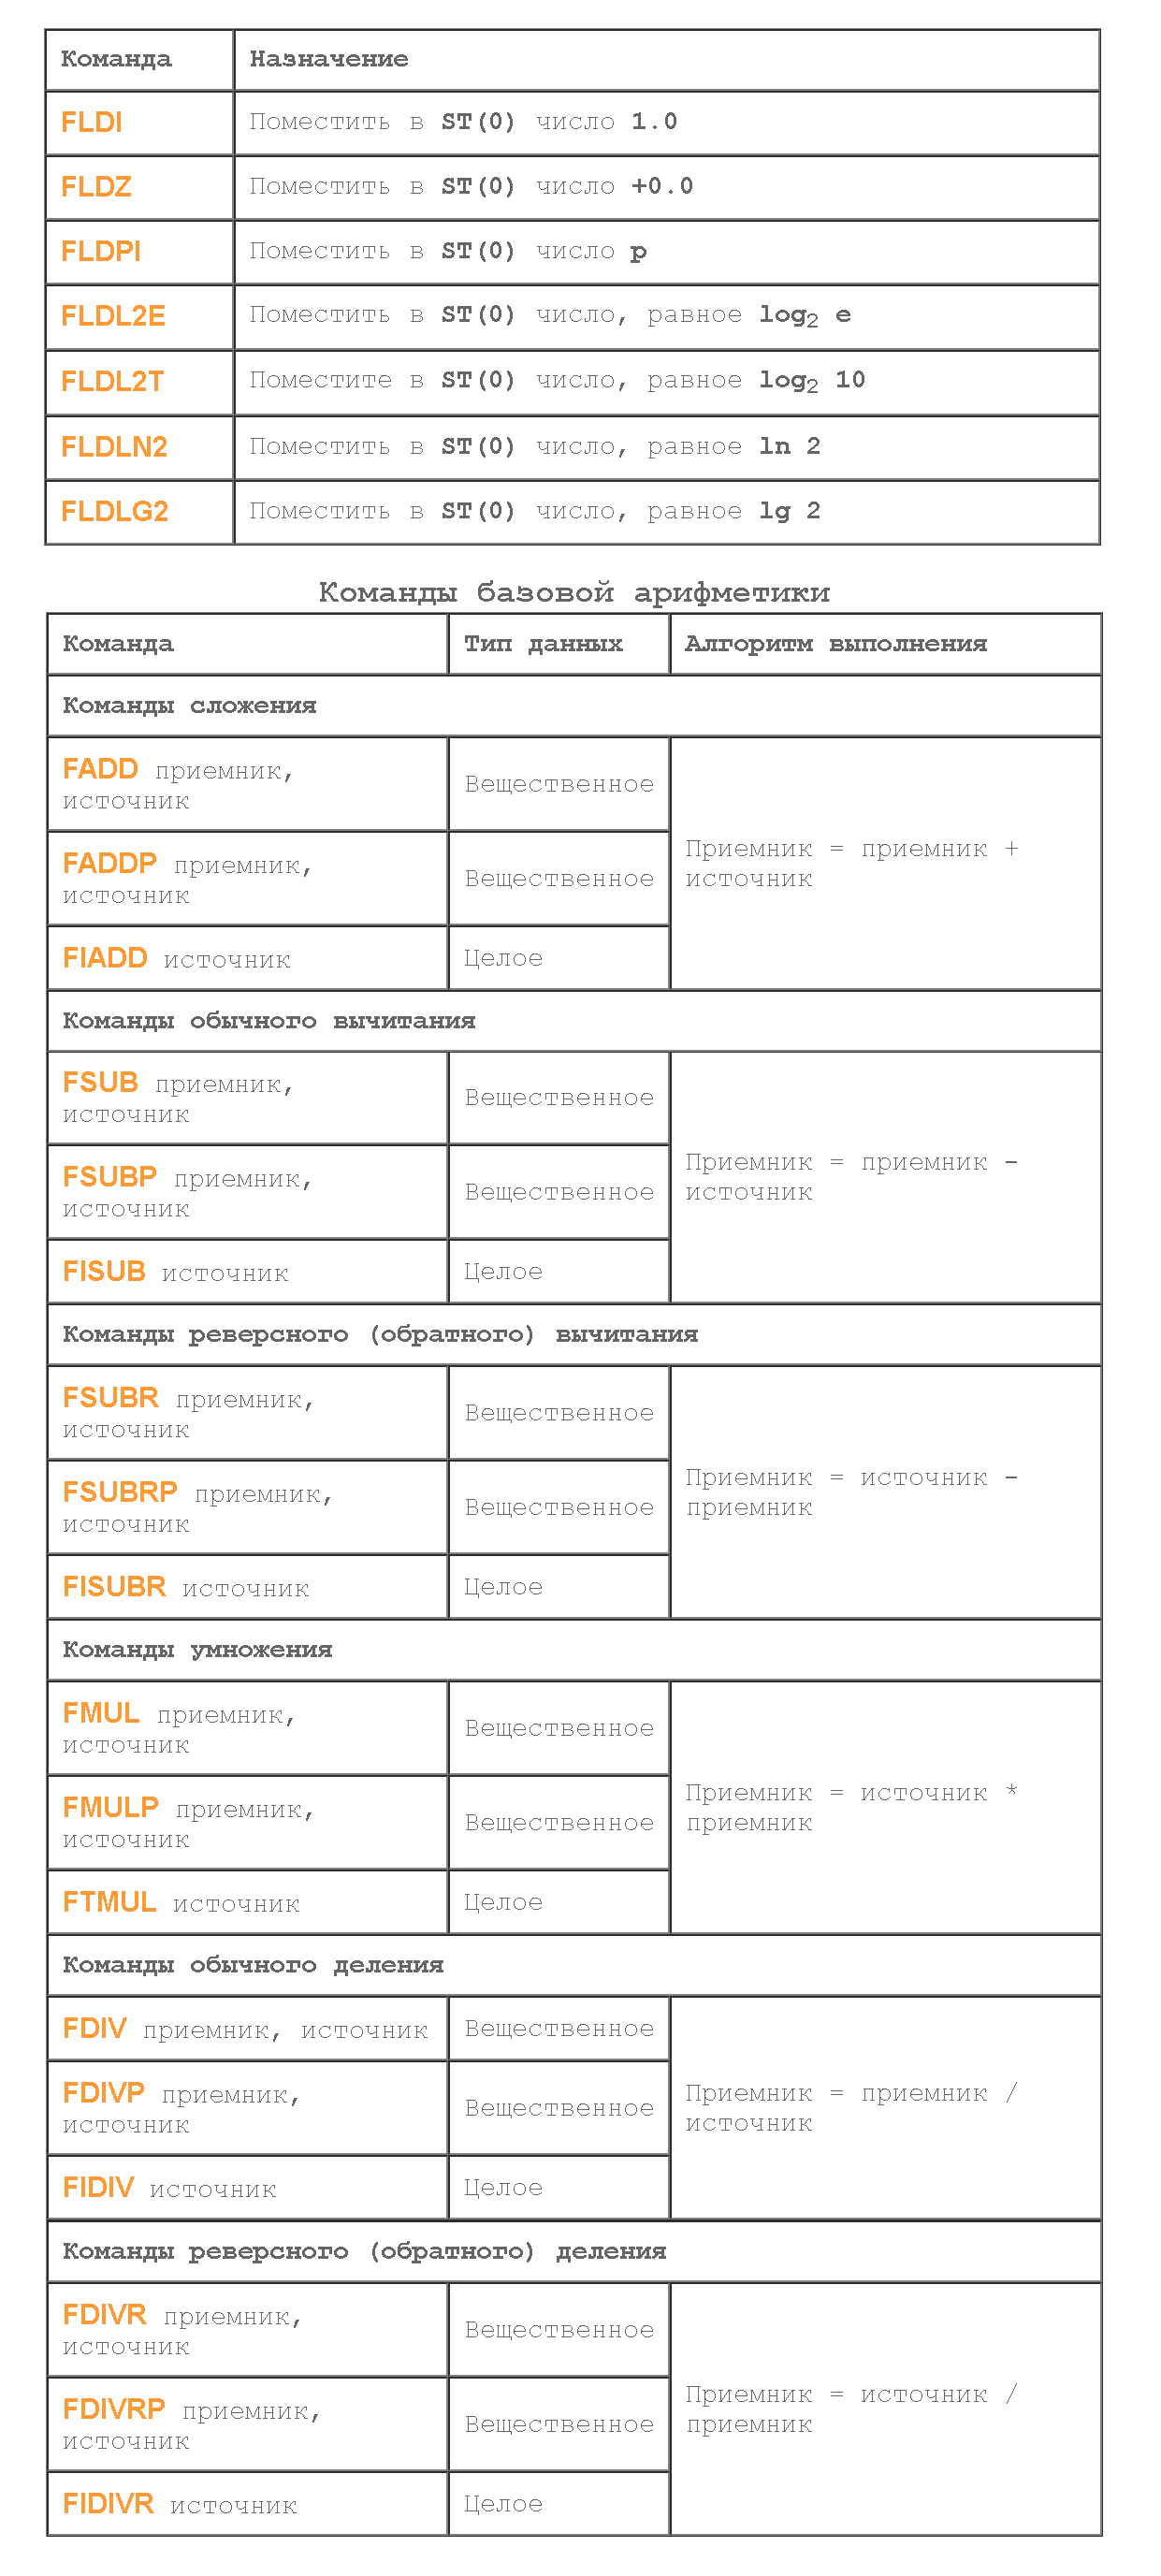 Команда Назначение
FLDI Поместить в ST(0) число 1.0
FLDZ Поместить в ST(0) число +0.0
FLDPI Поместить в ST(0) число p
FLDL2E Поместить в ST(0) число, равное log2 e
FLDL2T Поместите в ST(0) число, равное log2 10
FLDLN2 Поместить в ST(0) число, равное ln 2
FLDLG2 Поместить в ST(0) число, равное lg 2
Команды базовой арифметики
Команда Тип данных Алгоритм выполнения
Команды сложения
FADD приемник,
источник
Вещественное
FADDP приемник,
источник
Вещественное
FIADD источник Целое
Приемник = приемник +
источник
Команды обычного вычитания
FSUB приемник,
источник
Вещественное
FSUBP приемник,
источник
Вещественное
FISUB источник Целое
Приемник = приемник -
источник
Команды реверсного (обратного) вычитания
FSUBR приемник,
источник
Вещественное
FSUBRP приемник,
источник
Вещественное
FISUBR источник Целое
Приемник = источник -
приемник
Команды умножения
FMUL приемник,
источник
Вещественное
FMULP приемник,
источник
Вещественное
FTMUL источник Целое
Приемник = источник *
приемник
Команды обычного деления
FDIV приемник, источник Вещественное
FDIVP приемник,
источник
Вещественное
FIDIV источник Целое
Приемник = приемник /
источник
Команды реверсного (обратного) деления
FDIVR приемник,
источник
Вещественное
FDIVRP приемник,
источник
Вещественное
FIDIVR источник Целое
Приемник = источник /
приемник